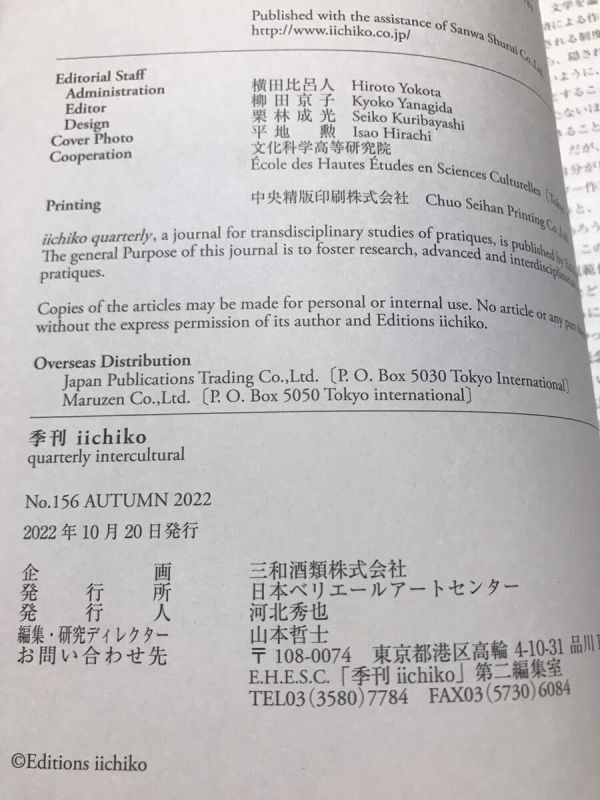 Published with the assistance of Sanwa Shurui Co.,Ltd.
http://www.iichiko.co.jp/
Editorial Staff
Administration 横田比呂人 Hiroto Yokota
Editor 柳田京子 Kyoko Yanagida
Design 栗林成光 Seiko Kuribayashi
Cover Photo 平地 勲 Isao Hirachi
Cooperation 文化科学高等研究院
École des Hautes Études en Sciences Culturelles
Printing 中央精版印刷株式会社 Chuo Seihan Printing Co.,Ltd.
iichiko quarterly, a journal for transdisciplinary studies of pratiques, is published by
The general Purpose of this journal is to foster research, advanced and interdisciplinary
pratiques.
Copies of the articles may be made for personal or internal use. No article or any part
without the express permission of its author and Editions iichiko.
Overseas Distribution
Japan Publications Trading Co.,Ltd.〔P. O. Box 5030 Tokyo International〕
Maruzen Co.,Ltd.〔P. O. Box 5050 Tokyo international〕
季刊 iichiko
quarterly intercultural
No.156 AUTUMN 2022
2022年10月20日発行
企画 三和酒類株式会社
発行所 日本ベリエールアートセンター
発行人 河北秀也
編集・研究ディレクター 山本哲士
お問い合わせ先 〒108-0074 東京都港区高輪 4-10-31 品川
E.H.E.S.C.「季刊 iichiko」第二編集室
TEL03(3580)7784 FAX03(5730)6084
©Editions iichiko